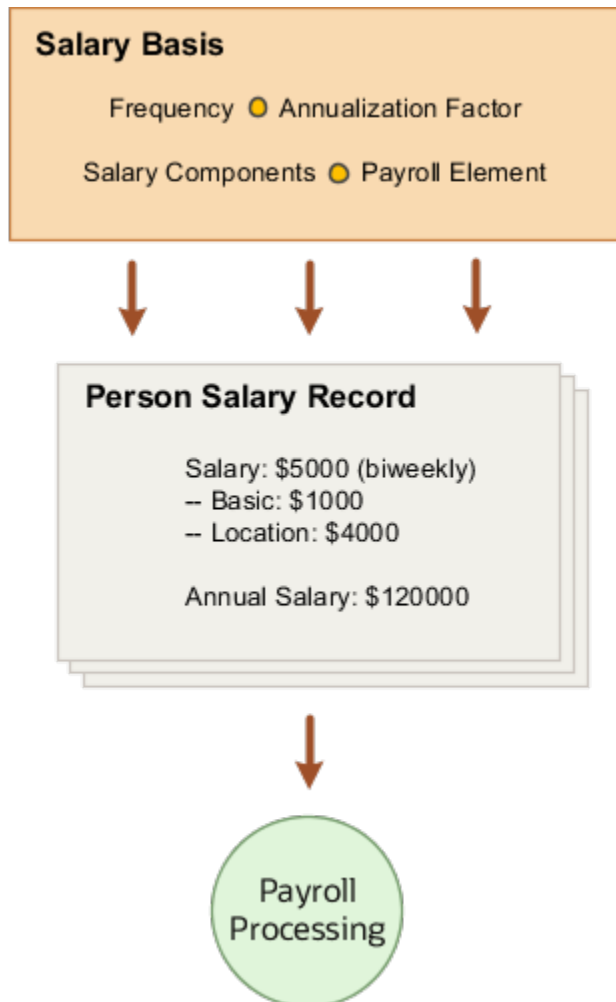 Salary Basis
Frequency Annualization Factor
Salary Components Payroll Element
Person Salary Record
Salary: $5000 (biweekly)
-- Basic: $1000
-- Location: $4000
Annual Salary: $120000
Payroll
Processing